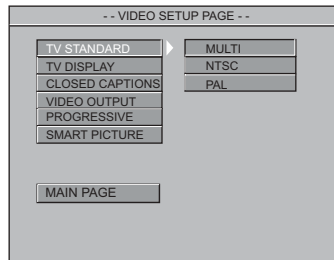 - - VIDEO SETUP PAGE - -
TV STANDARD
TV DISPLAY
CLOSED CAPTIONS
VIDEO OUTPUT
PROGRESSIVE
SMART PICTURE
MAIN PAGE
MULTI
NTSC
PAL